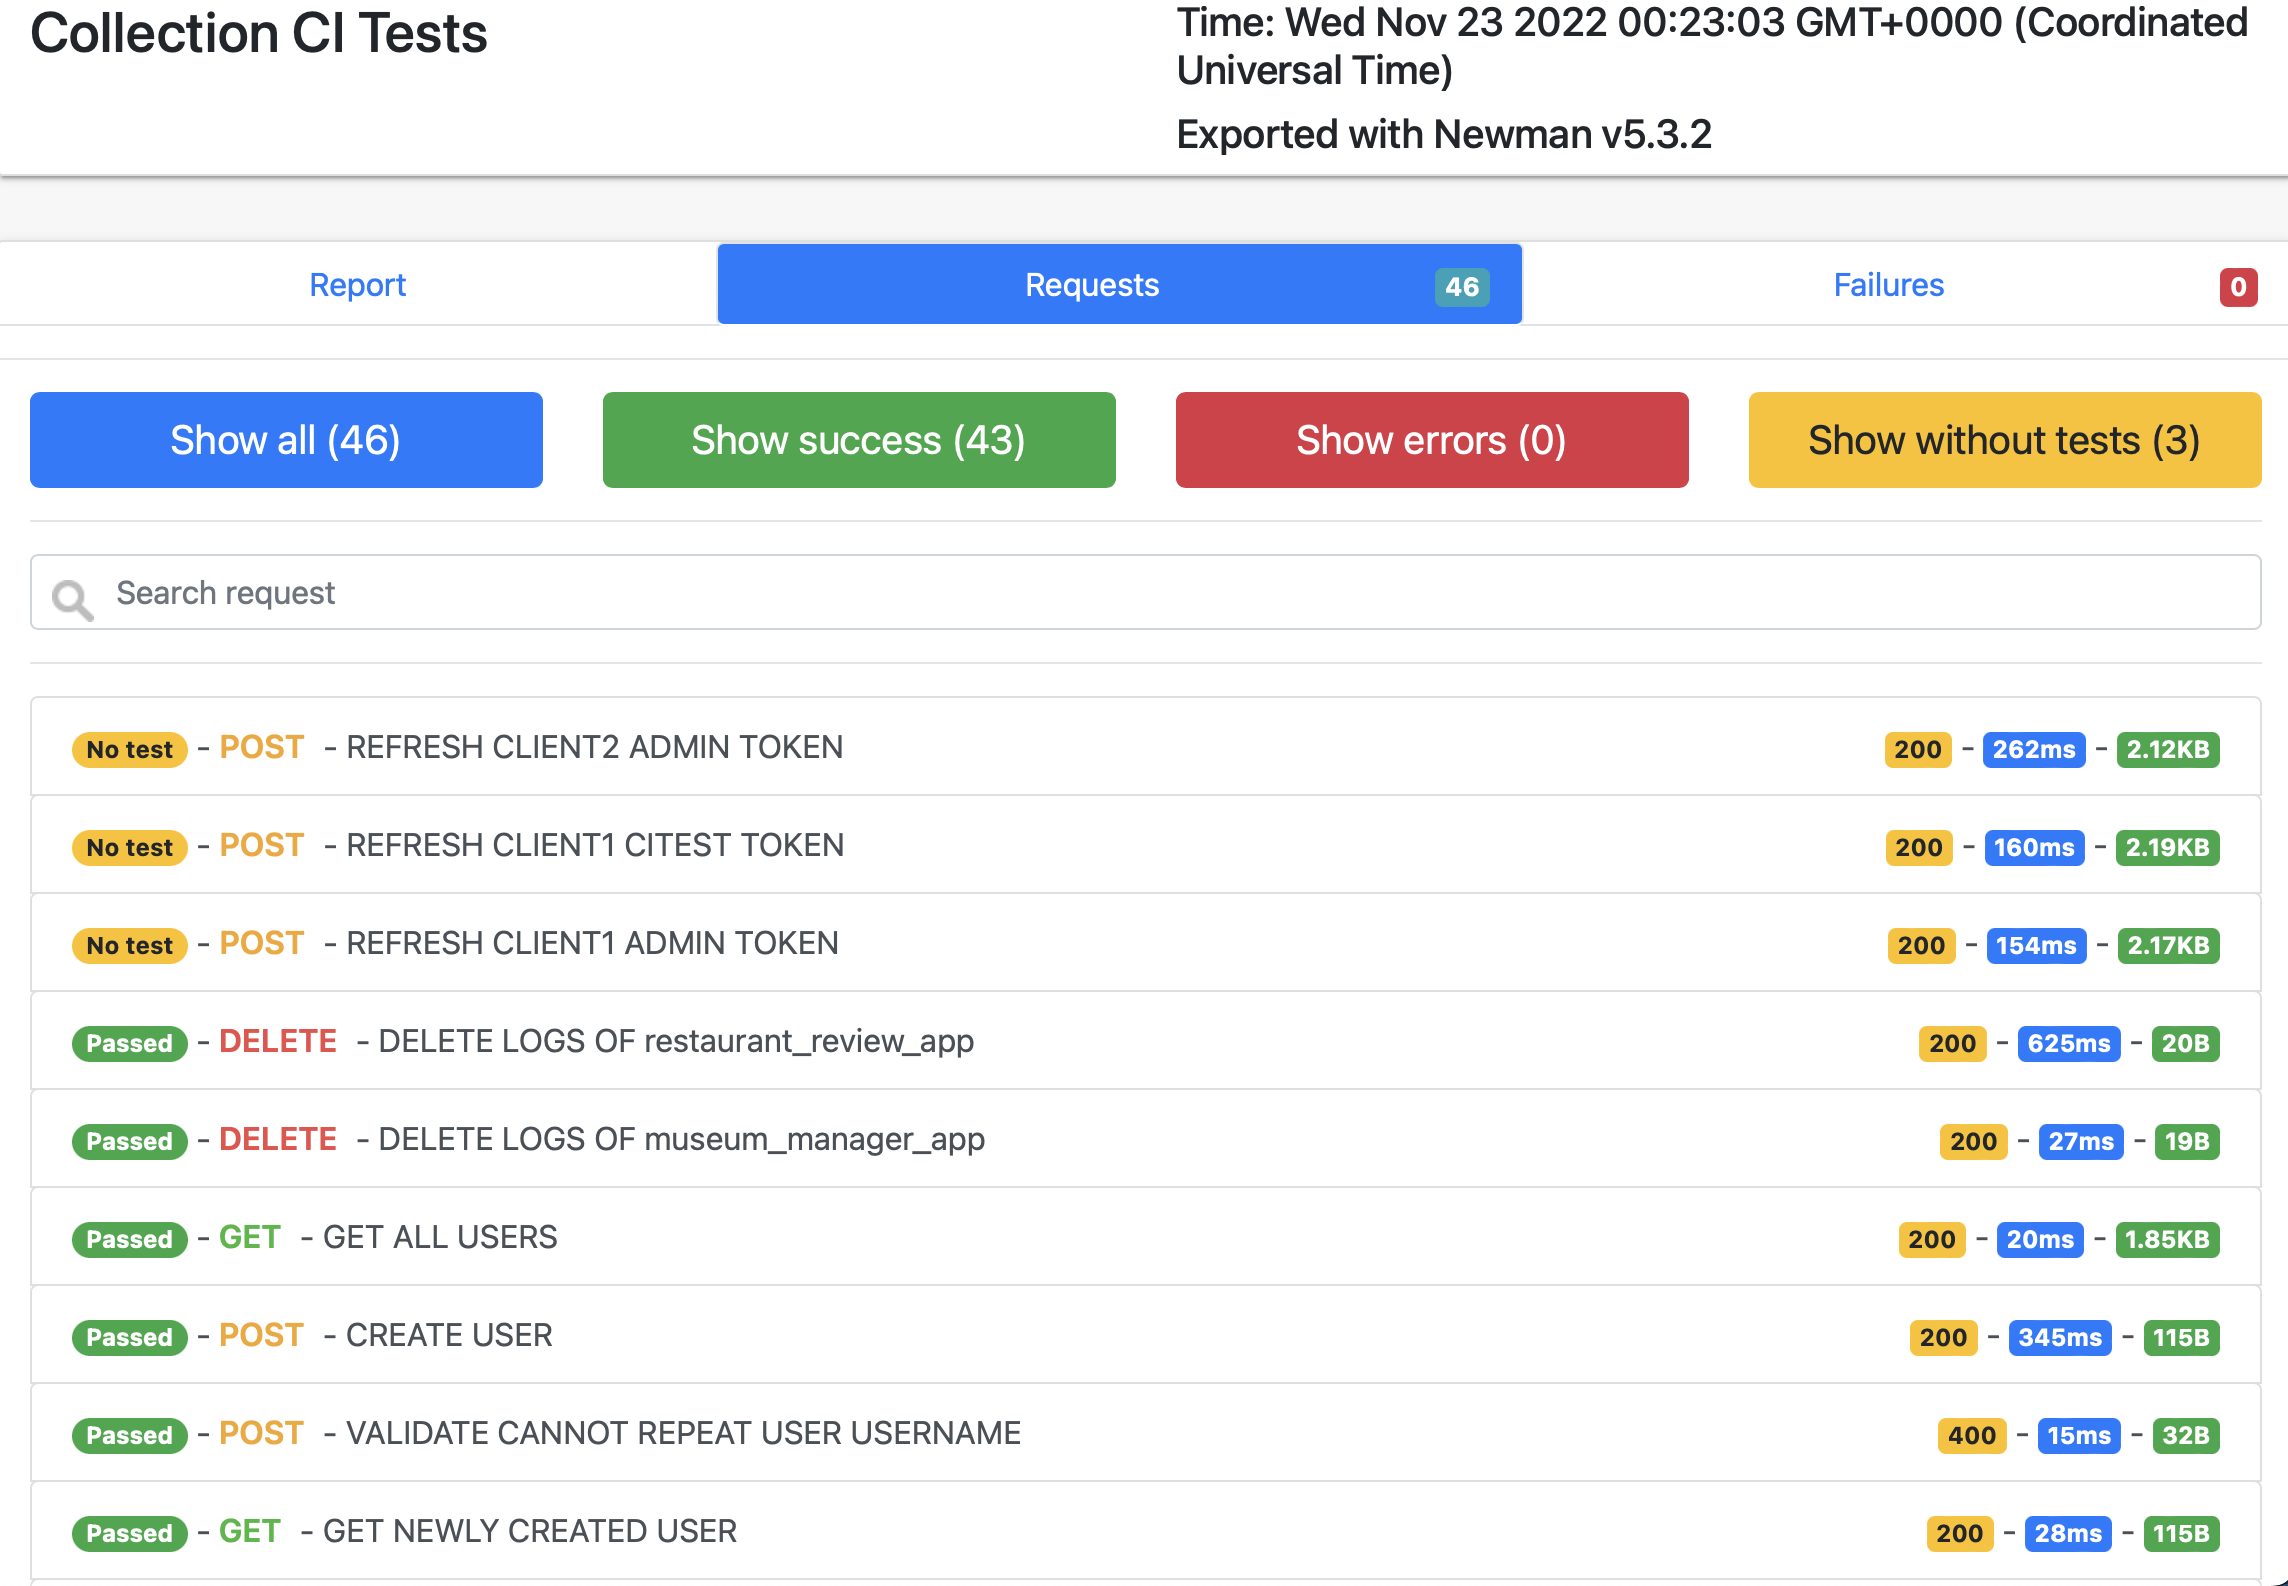 Collection CI Tests
Time: Wed Nov 23 2022 00:23:03 GMT+0000 (Coordinated
Universal Time)
Exported with Newman v5.3.2
Report
Requests 46
Failures 0
Show all (46)
Show success (43)
Show errors (0)
Show without tests (3)
Search request
No test - POST - REFRESH CLIENT2 ADMIN TOKEN 200 - 262ms - 2.12KB
No test - POST - REFRESH CLIENT1 CITEST TOKEN 200 - 160ms - 2.19KB
No test - POST - REFRESH CLIENT1 ADMIN TOKEN 200 - 154ms - 2.17KB
Passed - DELETE - DELETE LOGS OF restaurant_review_app 200 - 625ms - 20B
Passed - DELETE - DELETE LOGS OF museum_manager_app 200 - 27ms - 19B
Passed - GET - GET ALL USERS 200 - 20ms - 1.85KB
Passed - POST - CREATE USER 200 - 345ms - 115B
Passed - POST - VALIDATE CANNOT REPEAT USER USERNAME 400 - 15ms - 32B
Passed - GET - GET NEWLY CREATED USER 200 - 28ms - 115B